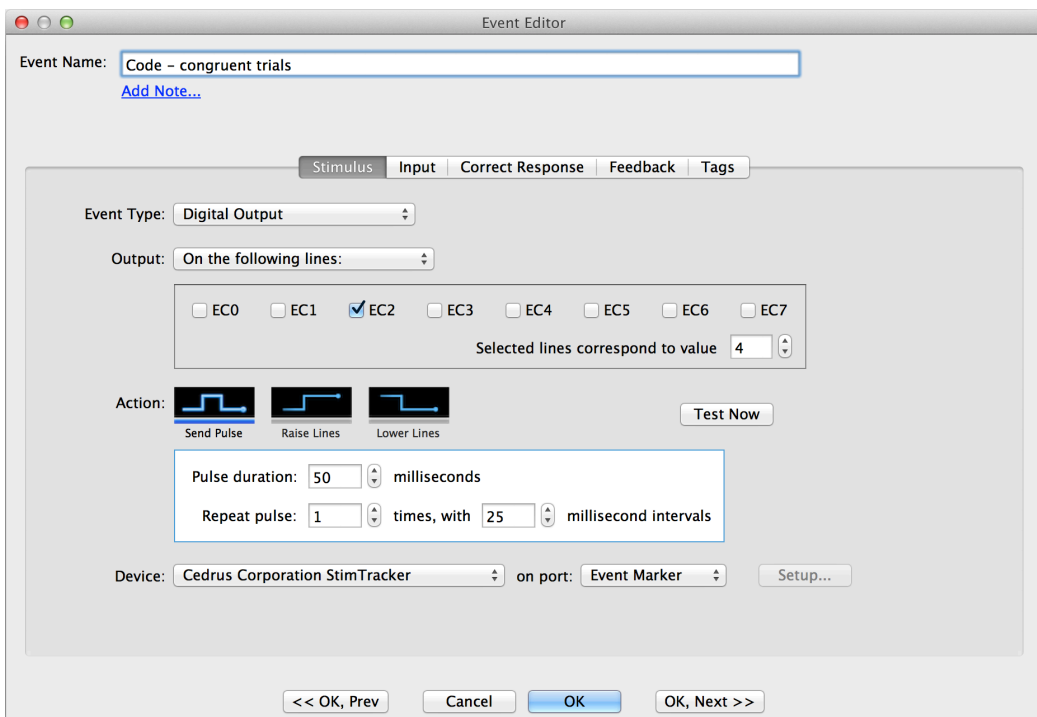 Event Editor
Event Name: Code – congruent trials
Add Note...
Stimulus Input Correct Response Feedback Tags
Event Type: Digital Output
Output: On the following lines:
EC0 EC1 EC2 EC3 EC4 EC5 EC6 EC7
Selected lines correspond to value 4
Action:
Send Pulse Raise Lines Lower Lines
Test Now
Pulse duration: 50 milliseconds
Repeat pulse: 1 times, with 25 millisecond intervals
Device: Cedrus Corporation StimTracker on port: Event Marker Setup...
<< OK, Prev Cancel OK OK, Next >>